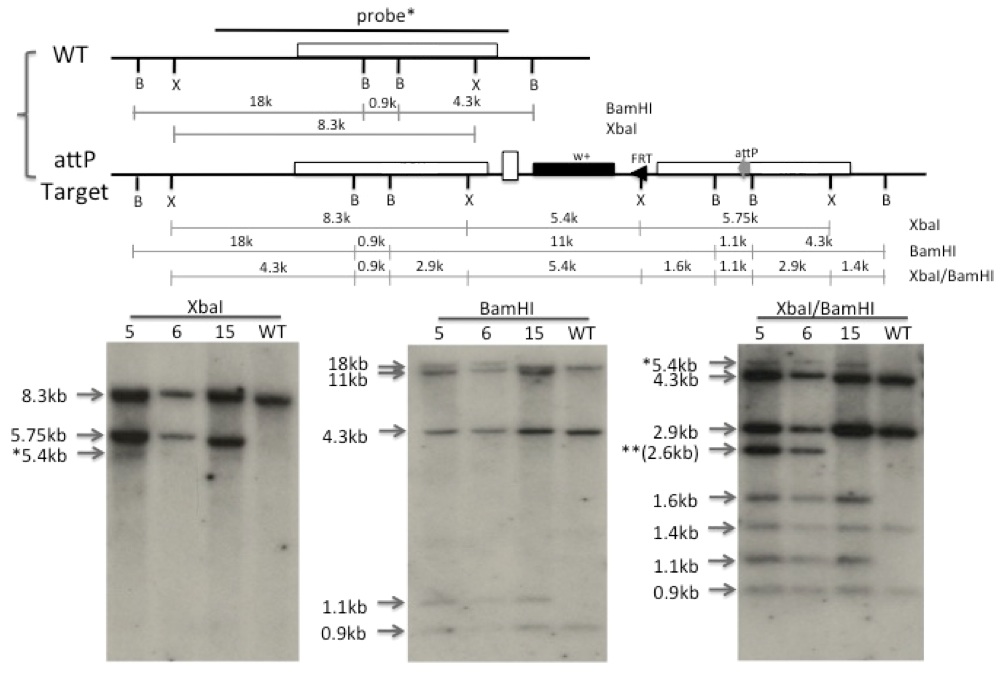 probe*
WT
B X B B X B
18k 0.9k 4.3k BamHI
8.3k XbaI
attP
Target
w+ FRT attP
B X B B X X B B X B
8.3k 5.4k 5.75k XbaI
18k 0.9k 11k 1.1k 4.3k BamHI
4.3k 0.9k 2.9k 5.4k 1.6k 1.1k 2.9k 1.4k XbaI/BamHI
XbaI
5 6 15 WT
8.3kb
5.75kb
*5.4kb
BamHI
5 6 15 WT
18kb
11kb
4.3kb
1.1kb
0.9kb
XbaI/BamHI
5 6 15 WT
*5.4kb
4.3kb
2.9kb
**(2.6kb)
1.6kb
1.4kb
1.1kb
0.9kb